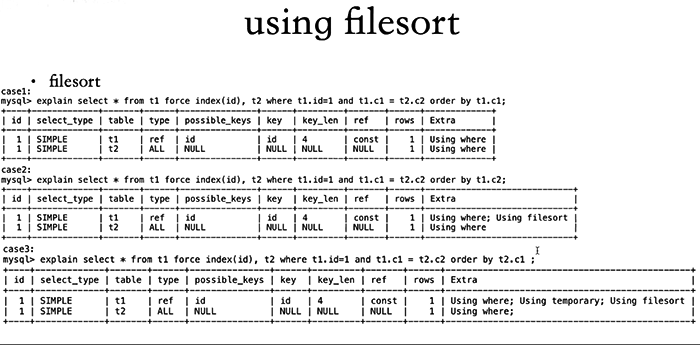 using filesort
• filesort
case1:
mysql> explain select * from t1 force index(id), t2 where t1.id=1 and t1.c1 = t2.c2 order by t1.c1;
| id | select_type | table | type | possible_keys | key | key_len | ref | rows | Extra |
| 1 | SIMPLE | t1 | ref | id | id | 4 | const | 1 | Using where |
| 1 | SIMPLE | t2 | ALL | NULL | NULL | NULL | NULL | 1 | Using where |
case2:
mysql> explain select * from t1 force index(id), t2 where t1.id=1 and t1.c1 = t2.c2 order by t1.c2;
| id | select_type | table | type | possible_keys | key | key_len | ref | rows | Extra |
| 1 | SIMPLE | t1 | ref | id | id | 4 | const | 1 | Using where; Using filesort |
| 1 | SIMPLE | t2 | ALL | NULL | NULL | NULL | NULL | 1 | Using where |
case3:
mysql> explain select * from t1 force index(id), t2 where t1.id=1 and t1.c1 = t2.c2 order by t2.c1 ;
| id | select_type | table | type | possible_keys | key | key_len | ref | rows | Extra |
| 1 | SIMPLE | t1 | ref | id | id | 4 | const | 1 | Using where; Using temporary; Using filesort |
| 1 | SIMPLE | t2 | ALL | NULL | NULL | NULL | NULL | 1 | Using where; |